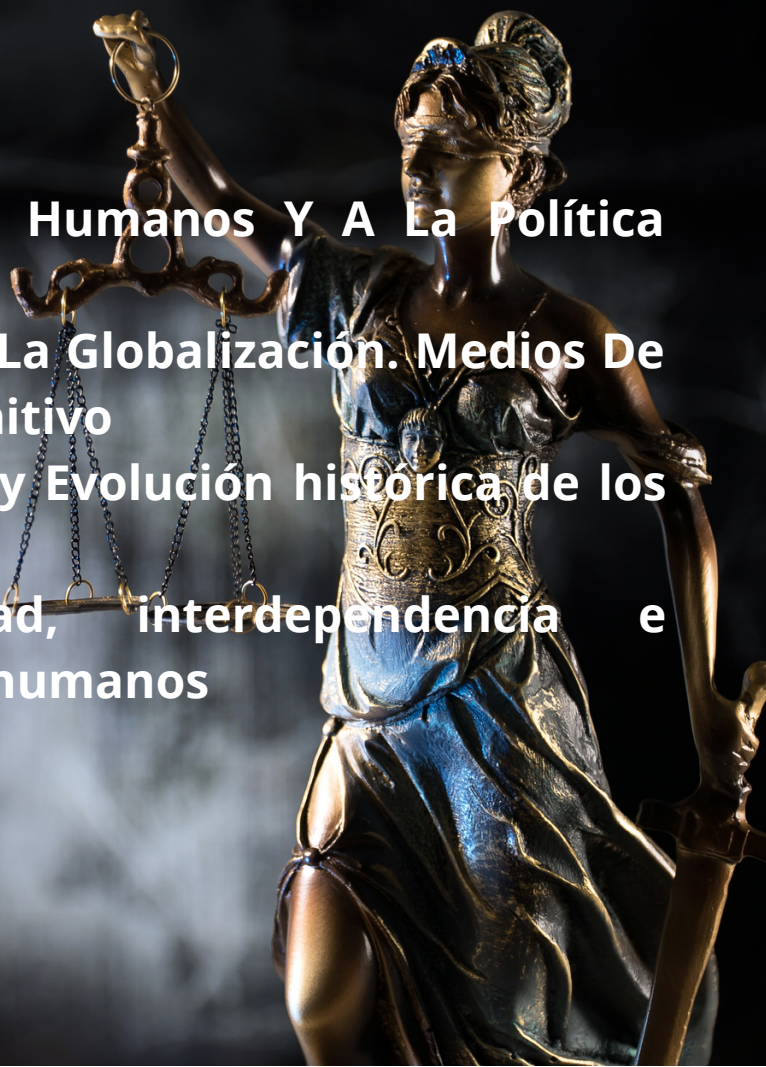 Humanos Y A La Política
La Globalización. Medios De
nitivo
y Evolución histórica de los
ad, interdependencia e
humanos